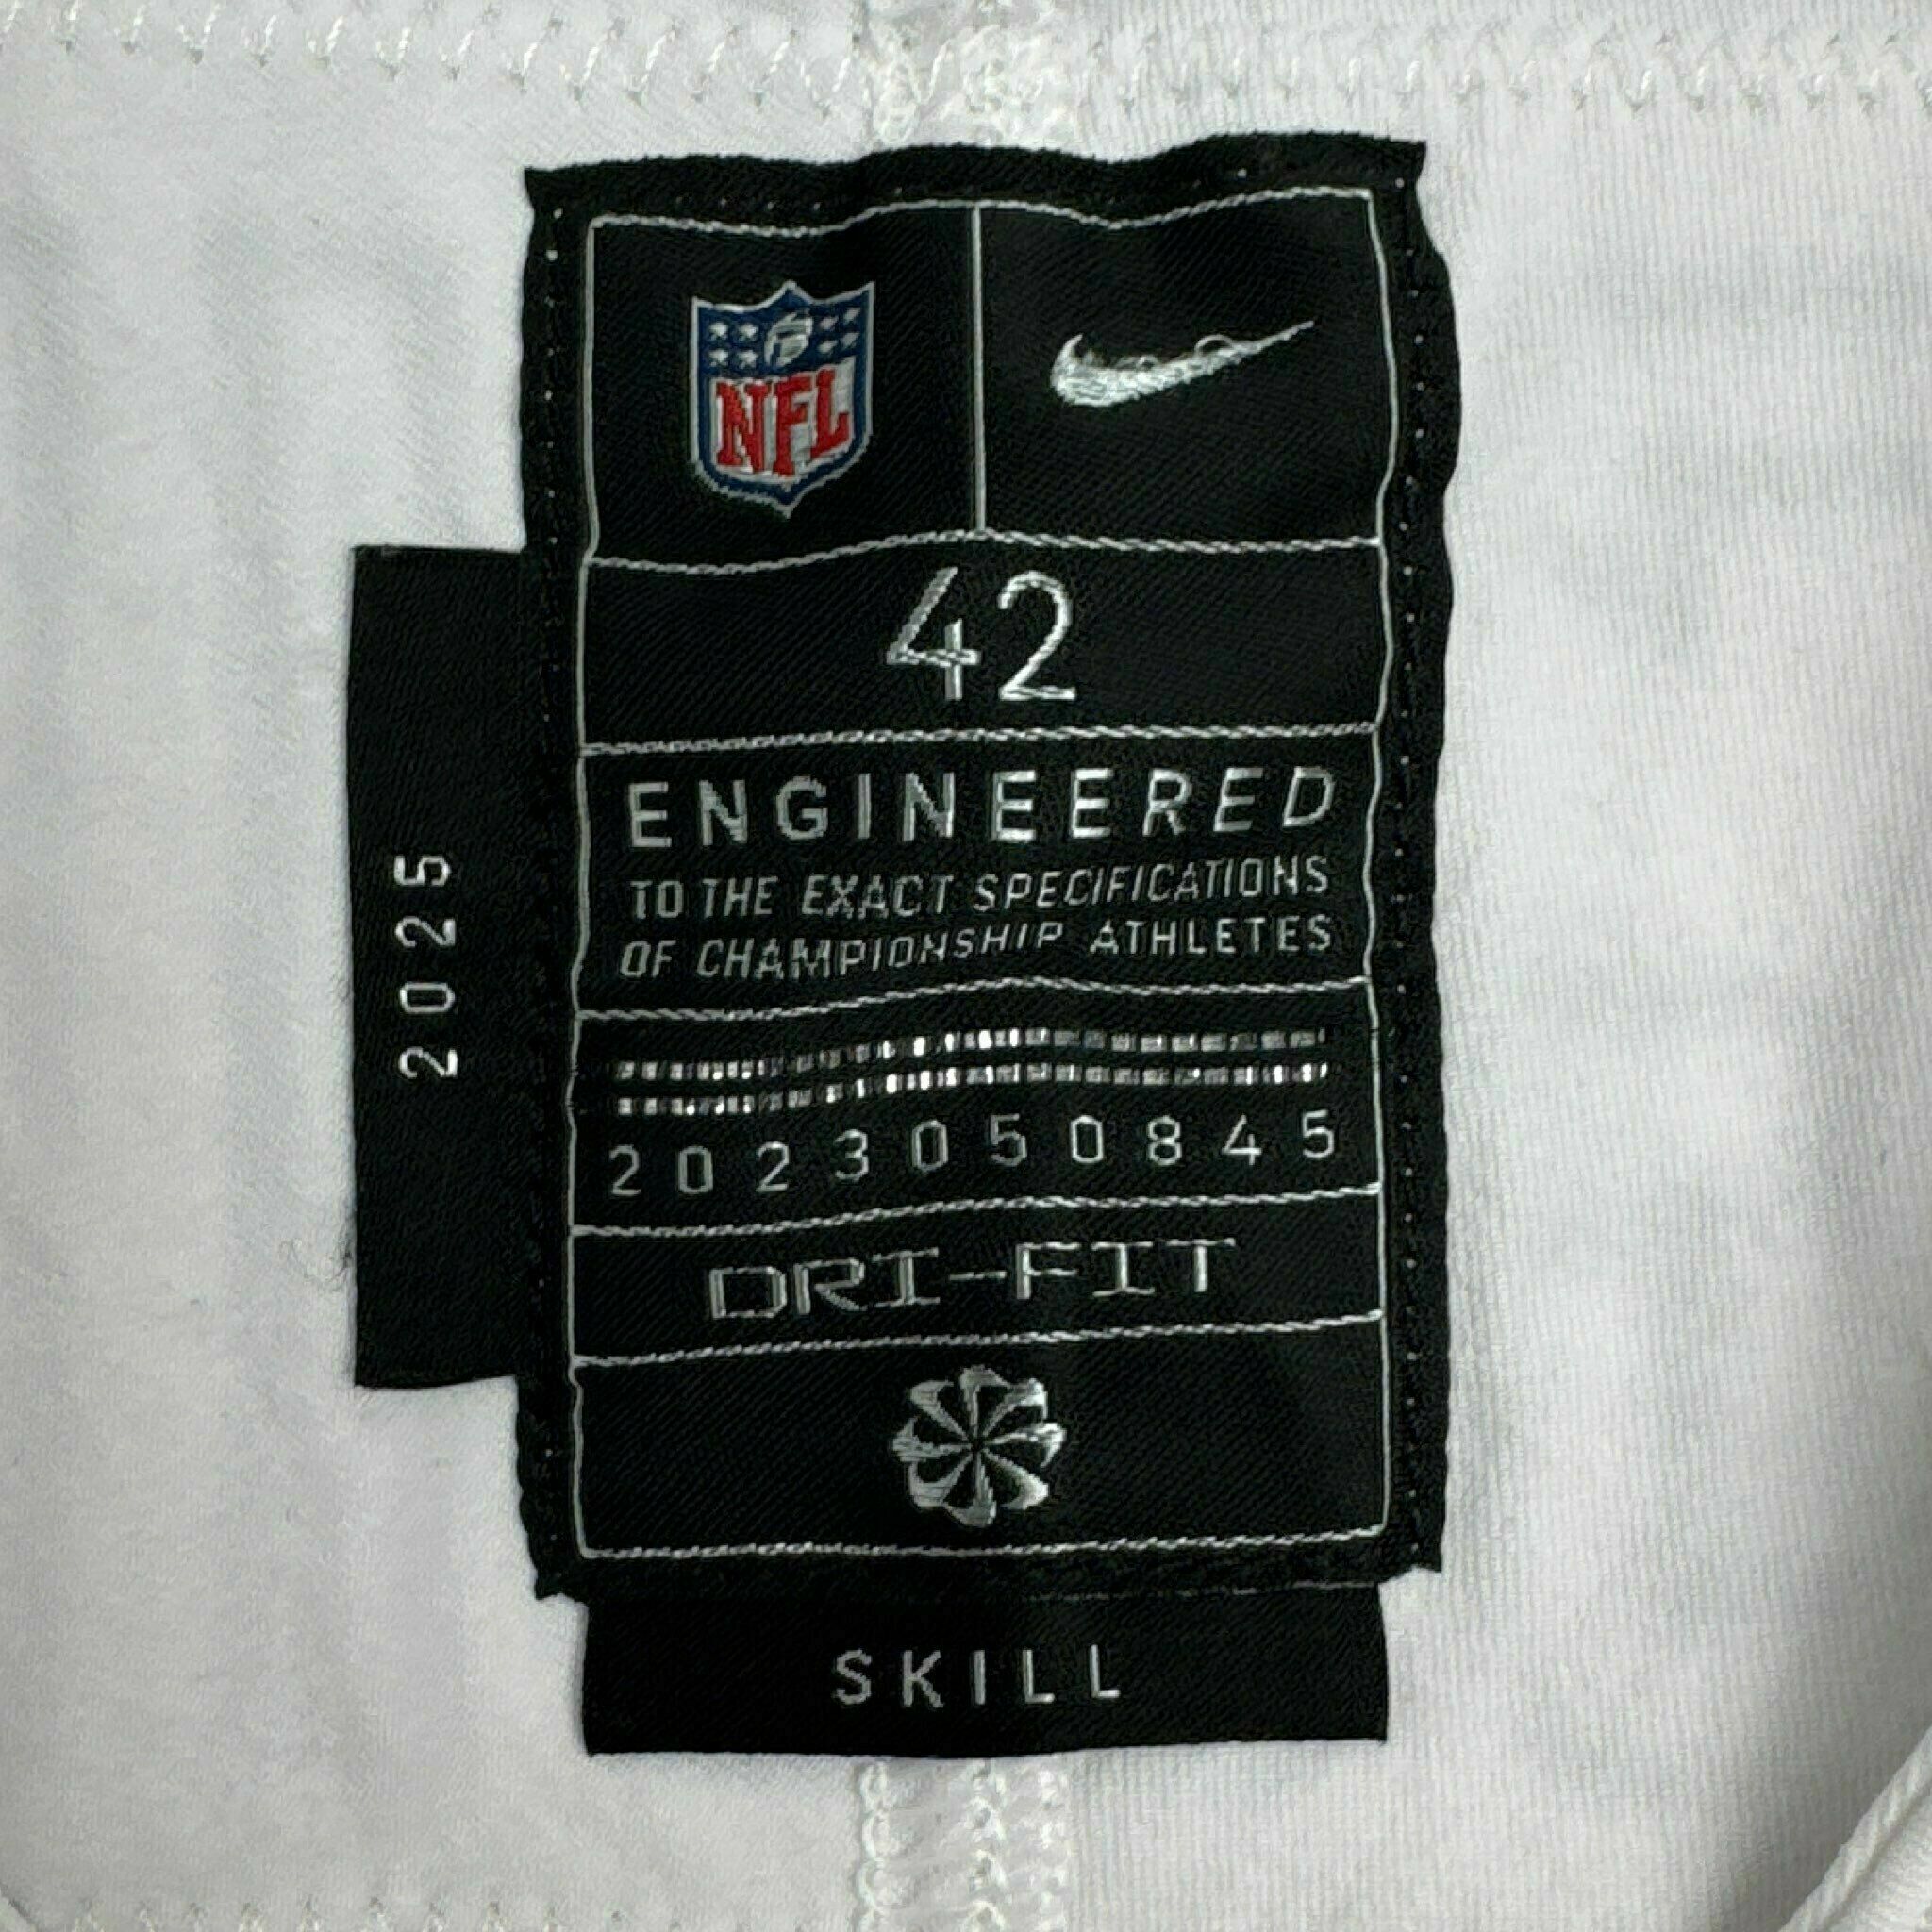 NFL
42
ENGINEERED
TO THE EXACT SPECIFICATIONS
OF CHAMPIONSHIP ATHLETES
2025
2023050845
DRI-FIT
SKILL